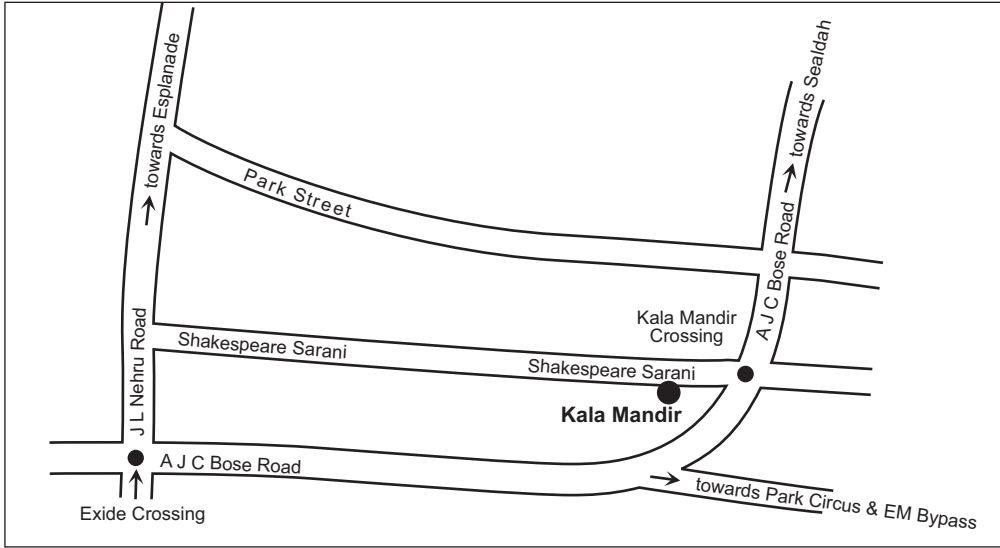 towards Esplanade
towards Sealdah
Park Street
A J C Bose Road
J L Nehru Road
Kala Mandir
Crossing
Shakespeare Sarani
Shakespeare Sarani
Kala Mandir
A J C Bose Road
towards Park Circus & EM Bypass
Exide Crossing